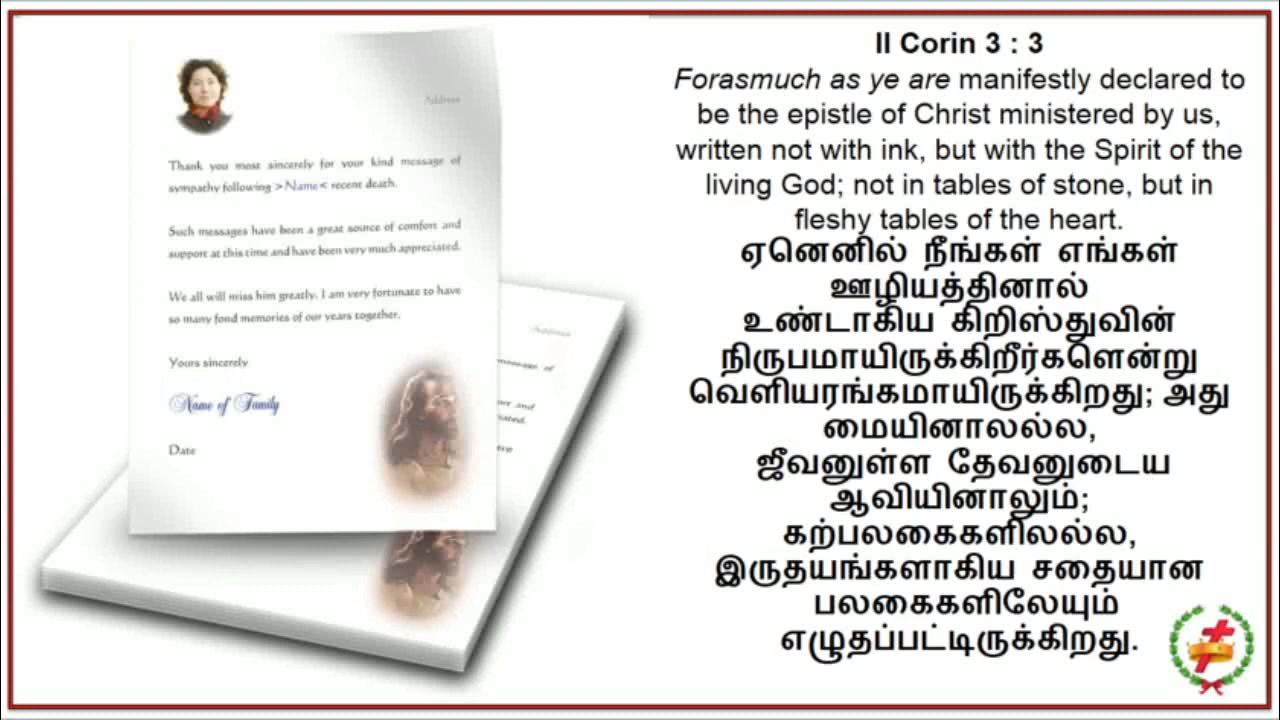 Address
Thank you most sincerely for your kind message of
sympathy following >Name< recent death.
Such messages have been a great source of comfort and
support at this time and have been very much appreciated.
We all will miss him greatly. I am very fortunate to have
so many fond memories of our years together.
Yours sincerely
Name of Family
Date
Address
message of
and
II Corin 3 : 3
Forasmuch as ye are manifestly declared to
be the epistle of Christ ministered by us,
written not with ink, but with the Spirit of the
living God; not in tables of stone, but in
fleshy tables of the heart.
ஏனெனில் நீங்கள் எங்கள்
ஊழியத்தினால்
உண்டாகிய கிறிஸ்துவின்
நிருபமாயிருக்கிறீர்களென்று
வெளியரங்கமாயிருக்கிறது; அது
மையினாலல்ல,
ஜீவனுள்ள தேவனுடைய
ஆவியினாலும்;
கற்பலகைகளிலல்ல,
இருதயங்களாகிய சதையான
பலகைகளிலேயும்
எழுதப்பட்டிருக்கிறது.